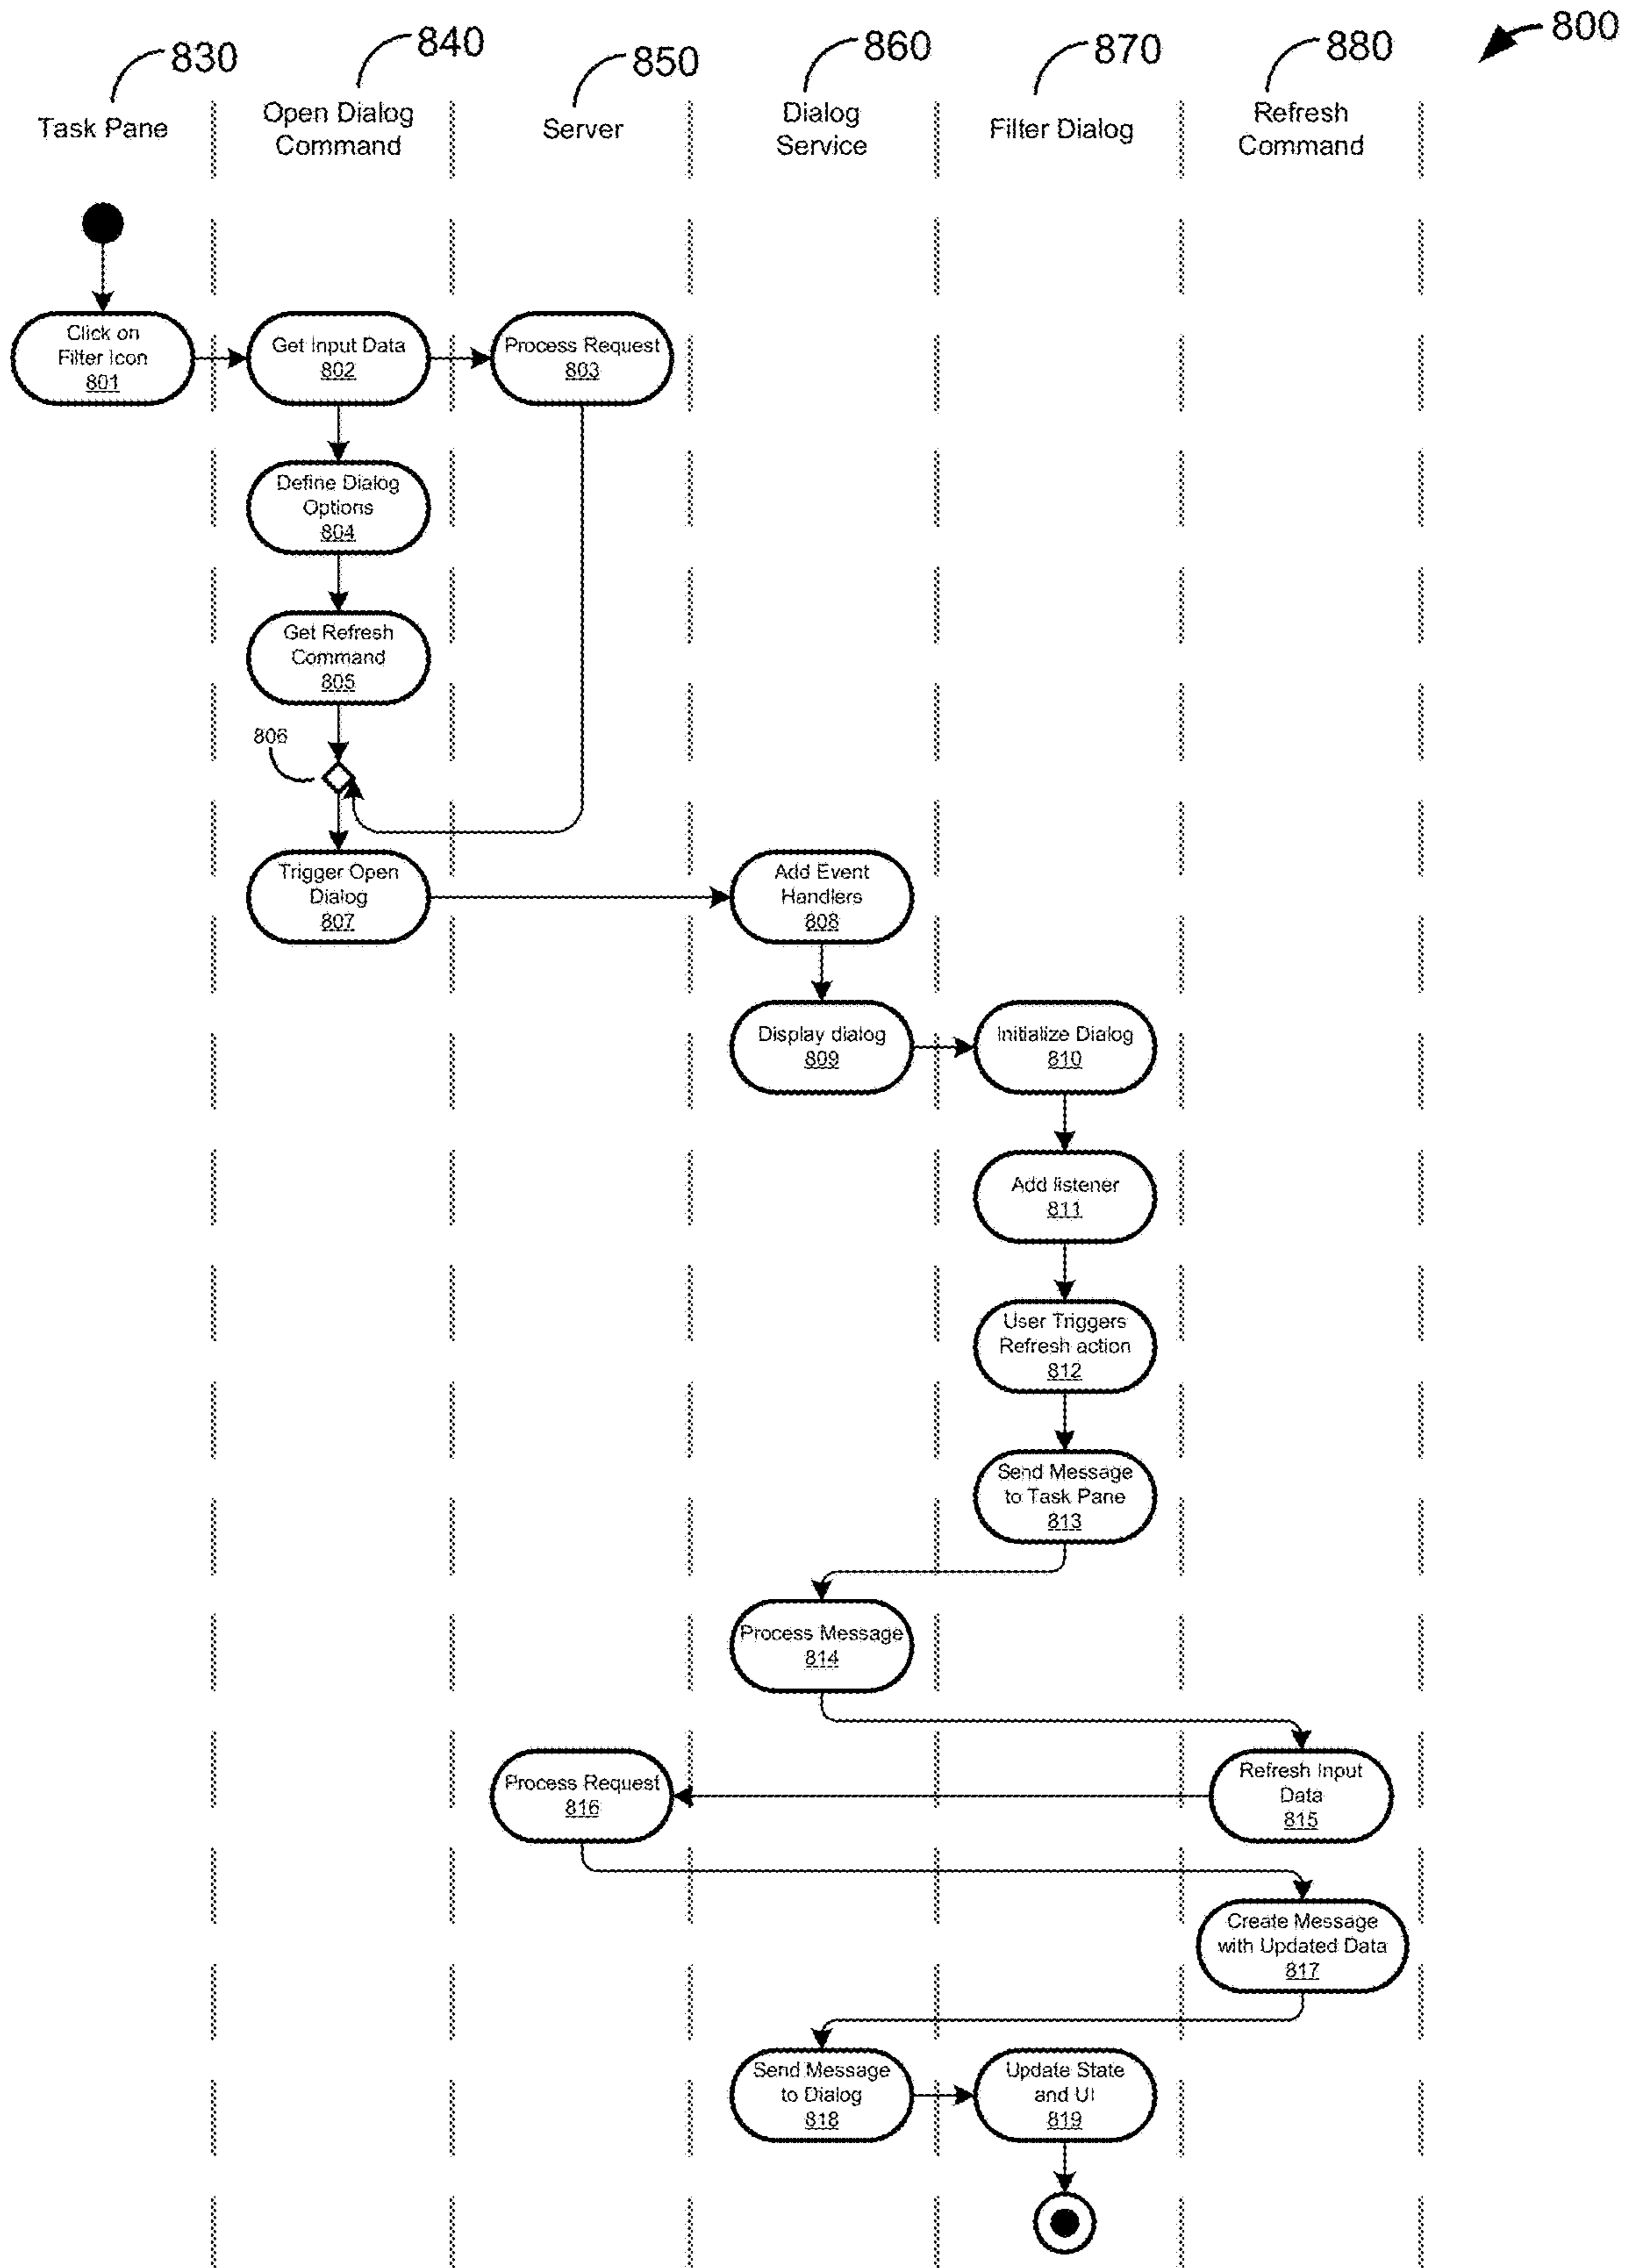 800
830
840
850
860
870
880
Task Pane
Open Dialog
Command
Server
Dialog
Service
Filter Dialog
Refresh
Command
Click on
Filter Icon
801
Get Input Data
802
Process Request
803
Define Dialog
Options
804
Get Refresh
Command
805
806
Trigger Open
Dialog
807
Add Event
Handlers
808
Display dialog
809
Initialize Dialog
810
Add listener
811
User Triggers
Refresh action
812
Send Message
to Task Pane
813
Process Message
814
Refresh Input
Data
815
Process Request
816
Create Message
with Updated Data
817
Send Message
to Dialog
818
Update State
and UI
819